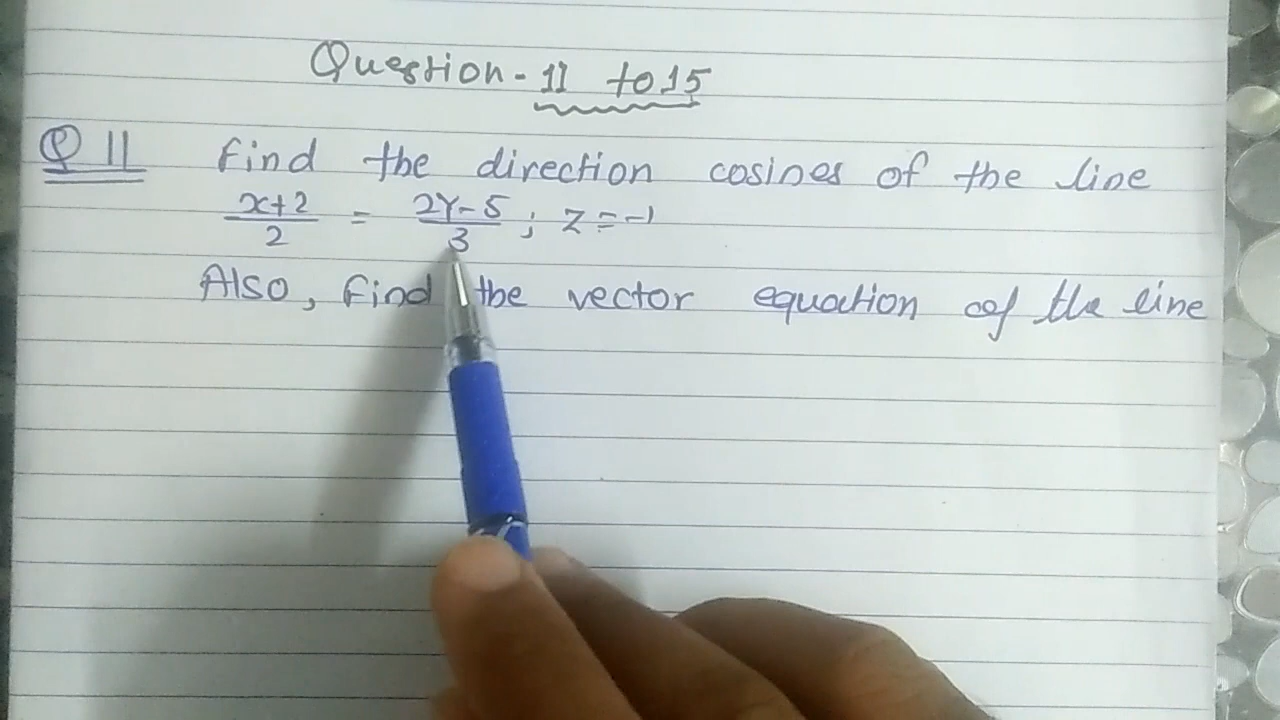 Question - 11 to 15
Q 11 Find the direction cosines of the line
x+2/2 = 2Y-5/3 ; z = -1
Also, find the vector equation of the line